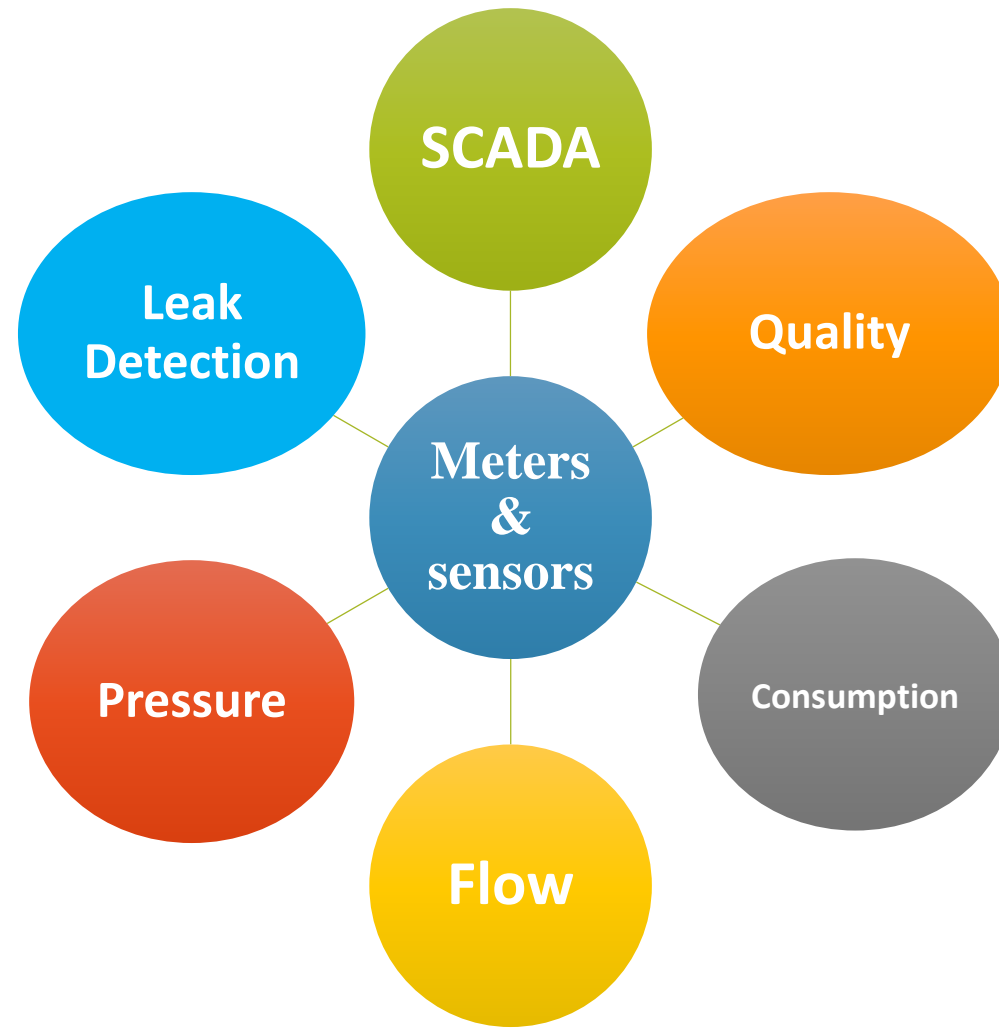 SCADA
Leak
Detection
Quality
Meters
&
sensors
Pressure
Consumption
Flow